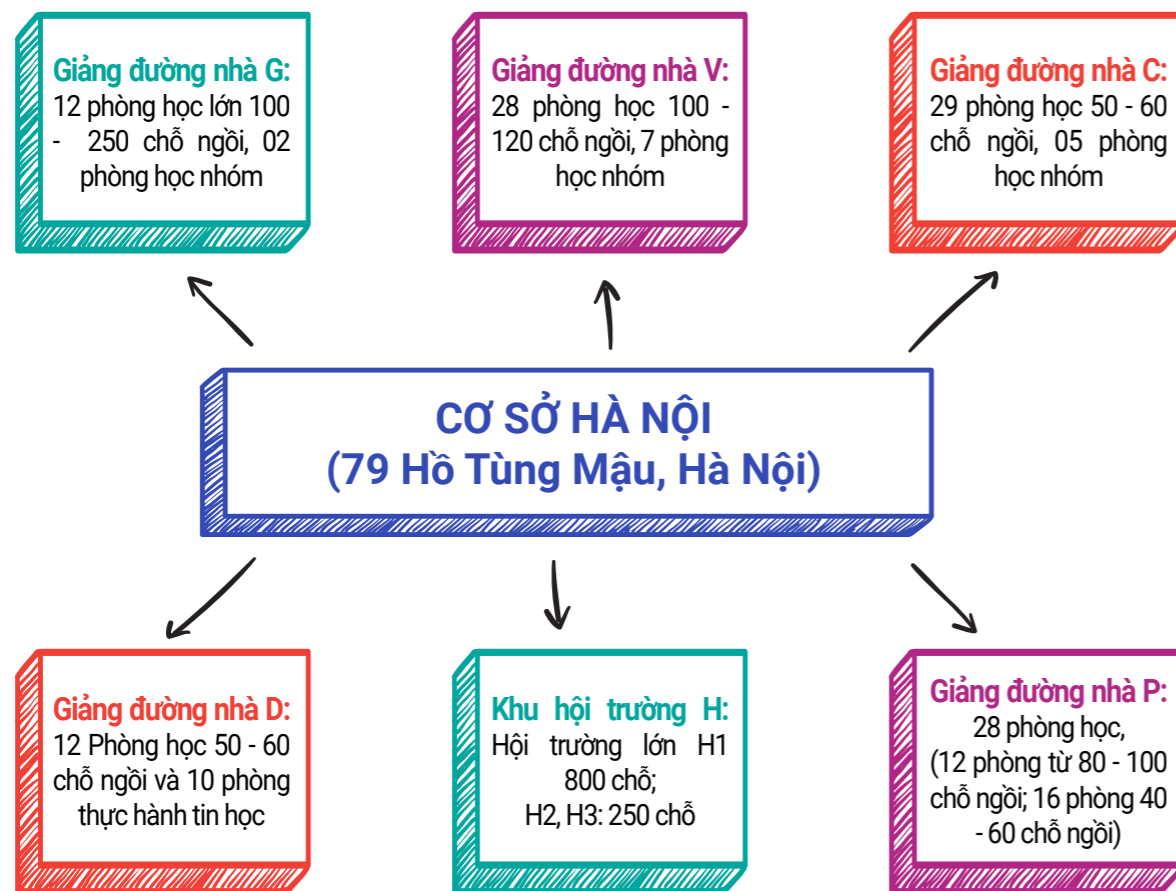 Giảng đường nhà G:
12 phòng học lớn 100
- 250 chỗ ngồi, 02
phòng học nhóm
Giảng đường nhà V:
28 phòng học 100 -
120 chỗ ngồi, 7 phòng
học nhóm
Giảng đường nhà C:
29 phòng học 50 - 60
chỗ ngồi, 05 phòng
học nhóm
CƠ SỞ HÀ NỘI
(79 Hồ Tùng Mậu, Hà Nội)
Giảng đường nhà D:
12 Phòng học 50 - 60
chỗ ngồi và 10 phòng
thực hành tin học
Khu hội trường H:
Hội trường lớn H1
800 chỗ;
H2, H3: 250 chỗ
Giảng đường nhà P:
28 phòng học,
(12 phòng từ 80 - 100
chỗ ngồi; 16 phòng 40
- 60 chỗ ngồi)